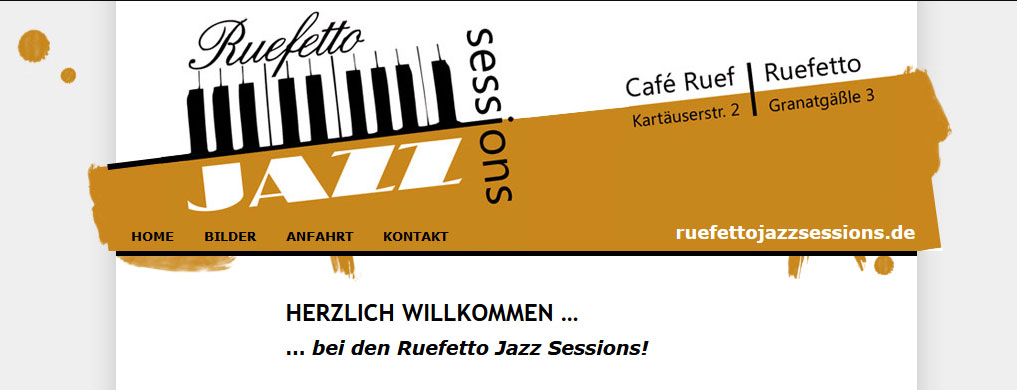 Ruefetto
JAZZ
sessions
Café Ruef | Ruefetto
Kartäuserstr. 2 | Granatgäßle 3
HOME BILDER ANFAHRT KONTAKT
ruefettojazzsessions.de
HERZLICH WILLKOMMEN ...
... bei den Ruefetto Jazz Sessions!